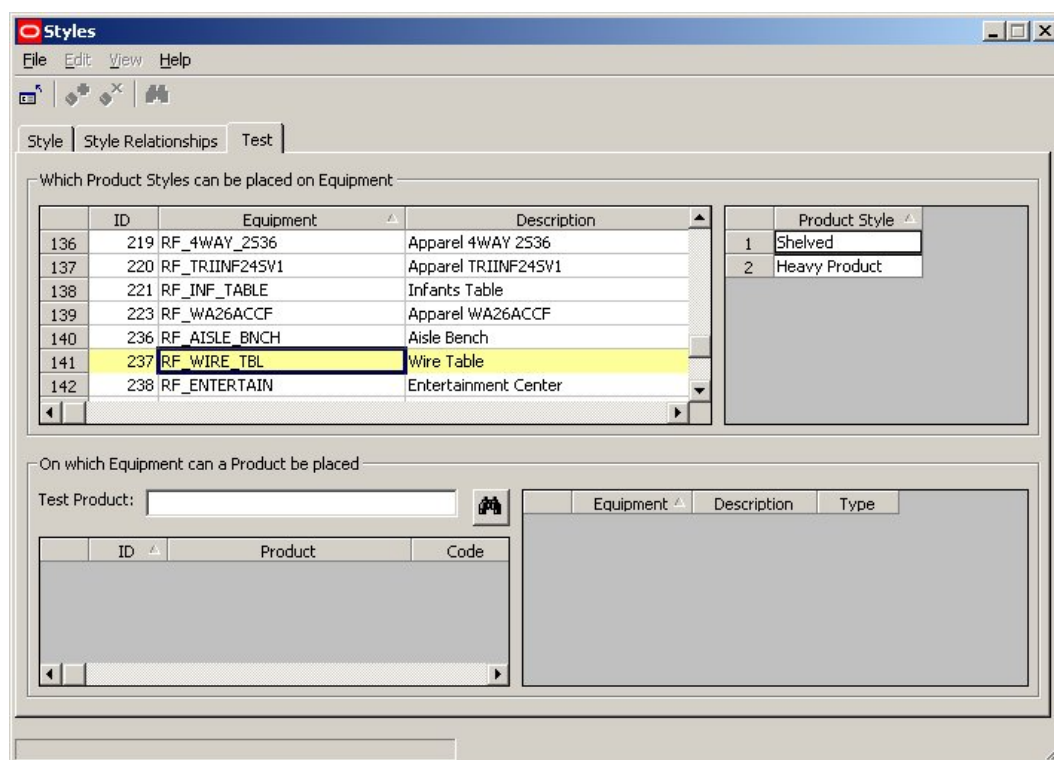 Styles
File Edit View Help
Style Style Relationships Test
Which Product Styles can be placed on Equipment
ID Equipment Description
136 219 RF_4WAY_2536 Apparel 4WAY 2536
137 220 RF_TRIINF24SV1 Apparel TRIINF24SV1
138 221 RF_INF_TABLE Infants Table
139 223 RF_WA26ACCF Apparel WA26ACCF
140 236 RF_AISLE_BNCH Aisle Bench
141 237 RF_WIRE_TBL Wire Table
142 238 RF_ENTERTAIN Entertainment Center
Product Style
1 Shelved
2 Heavy Product
On which Equipment can a Product be placed
Test Product:
ID Product Code
Equipment Description Type